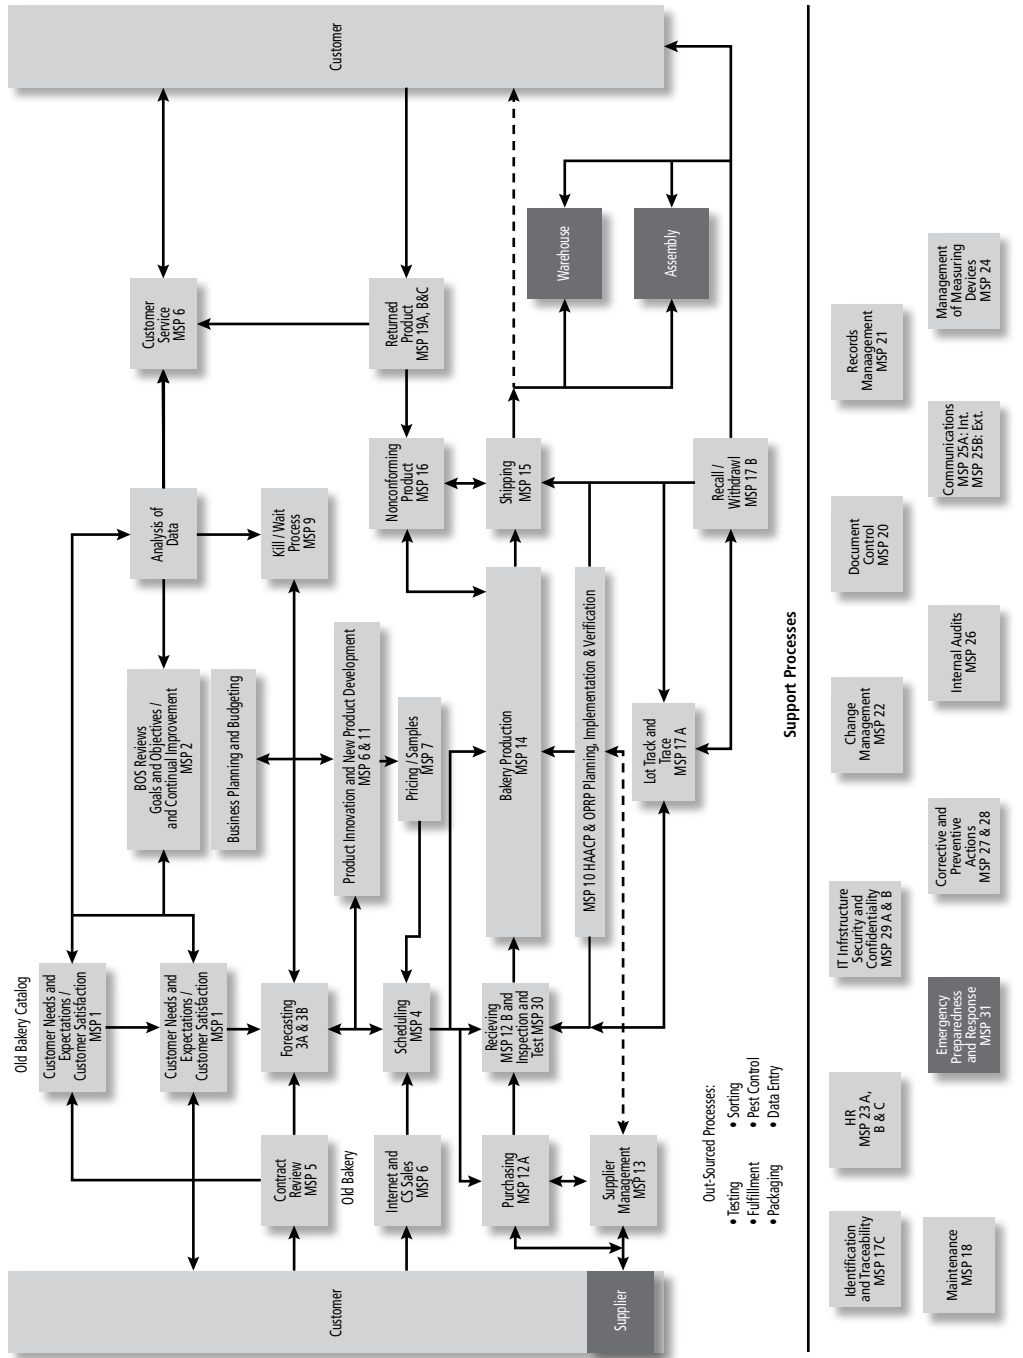 Customer
Supplier
Old Bakery Catalog
Customer Needs and
Expectations /
Customer Satisfaction
MSP 1
Customer Needs and
Expectations /
Customer Satisfaction
MSP 1
Contract
Review
MSP 5
Old Bakery
Internet and
CS Sales
MSP 6
Purchasing
MSP 12 A
Supplier
Management
MSP 13
Forecasting
3A & 3B
Scheduling
MSP 4
Recieving
MSP 12 B and
Inspection and
Test MSP 30
BOS Reviews
Goals and Objectives /
and Continual Improvement
MSP 2
Business Planning and Budgeting
Product Innovation and New Product Development
MSP 6 & 11
Pricing / Samples
MSP 7
Bakery Production
MSP 14
MSP 10 HAACP & OPRP Planning, Implementation & Verification
Lot Track and
Trace
MSP 17 A
Analysis of
Data
Kill / Wait
Process
MSP 9
Nonconforming
Product
MSP 16
Shipping
MSP 15
Recall /
Withdrawl
MSP 17 B
Customer
Service
MSP 6
Returned
Product
MSP 19A, B&C
Warehouse
Assembly
Customer
Out-Sourced Processes:
• Testing
• Fulfillment
• Packaging
• Sorting
• Pest Control
• Data Entry
Support Processes
Identification
and Traceability
MSP 17C
HR
MSP 23 A,
B & C
IT Infrstructure
Security and
Confidentiality
MSP 29 A & B
Change
Management
MSP 22
Document
Control
MSP 20
Records
Manaagement
MSP 21
Maintenance
MSP 18
Emergency
Preparedness
and Response
MSP 31
Corrective and
Preventive
Actions
MSP 27 & 28
Internal Audits
MSP 26
Communications
MSP 25A: Int.
MSP 25B: Ext.
Management
of Measuring
Devices
MSP 24